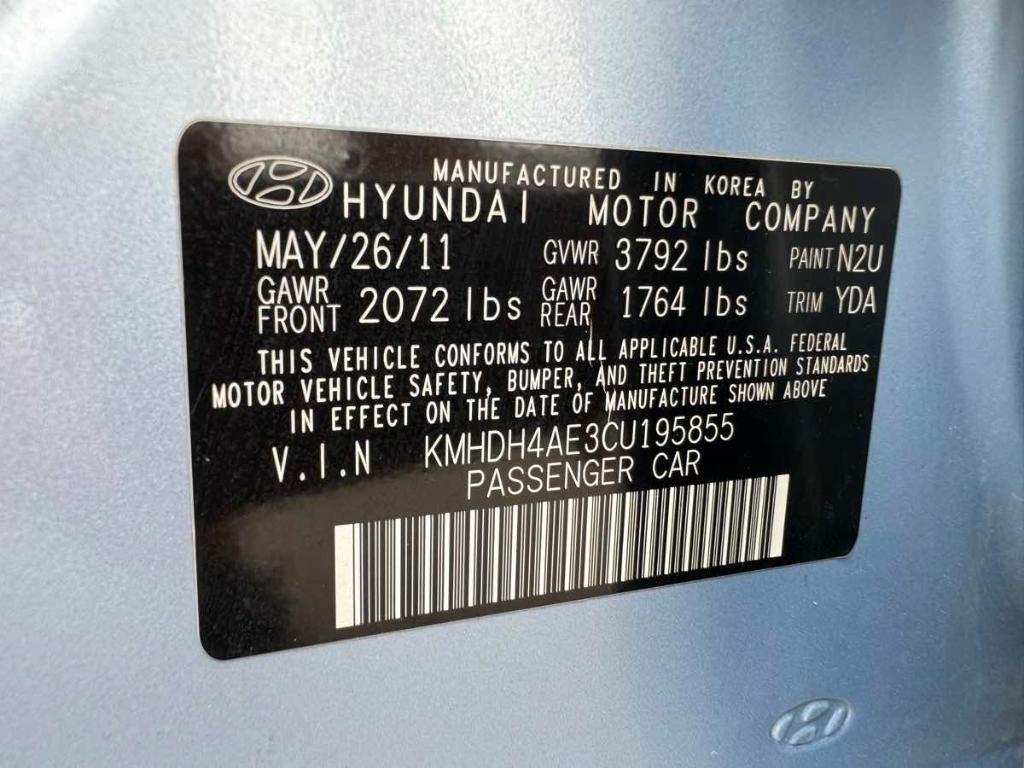 MANUFACTURED IN KOREA BY
HYUNDAI MOTOR COMPANY
MAY/26/11 GVWR 3792 lbs PAINT N2U
GAWR FRONT 2072 lbs GAWR REAR 1764 lbs TRIM YDA
THIS VEHICLE CONFORMS TO ALL APPLICABLE U.S.A. FEDERAL
MOTOR VEHICLE SAFETY, BUMPER, AND THEFT PREVENTION STANDARDS
IN EFFECT ON THE DATE OF MANUFACTURE SHOWN ABOVE
V.I.N KMHDH4AE3CU195855
PASSENGER CAR